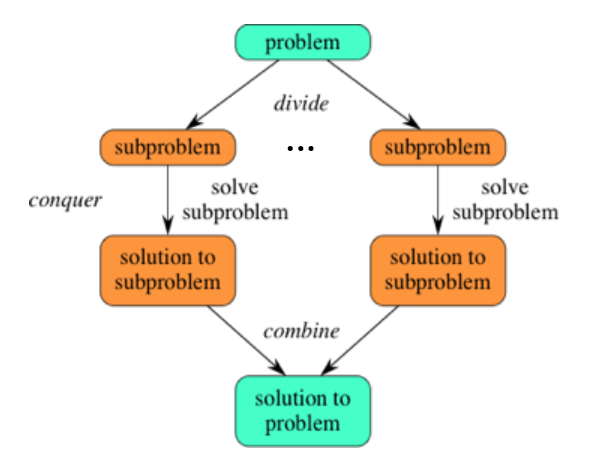 problem
divide
subproblem
...
subproblem
conquer
solve
subproblem
solve
subproblem
solution to
subproblem
solution to
subproblem
combine
solution to
problem